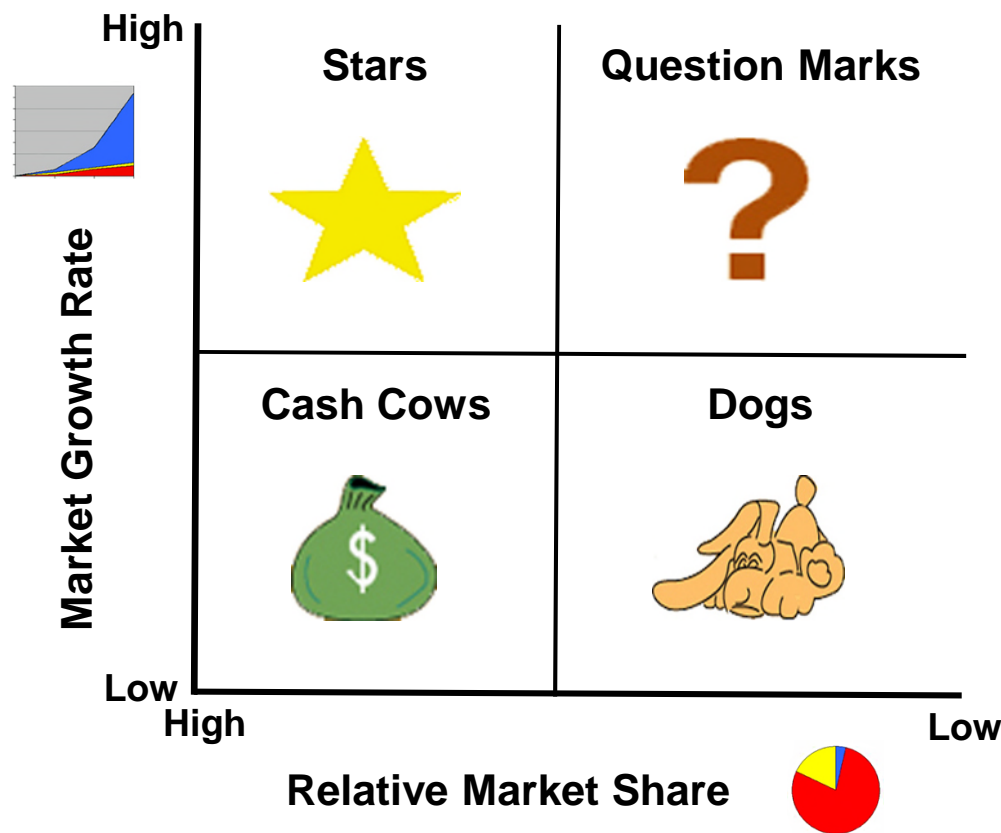 High
Stars
Question Marks
?
Market Growth Rate
Cash Cows
Dogs
$
Low
High
Low
Relative Market Share